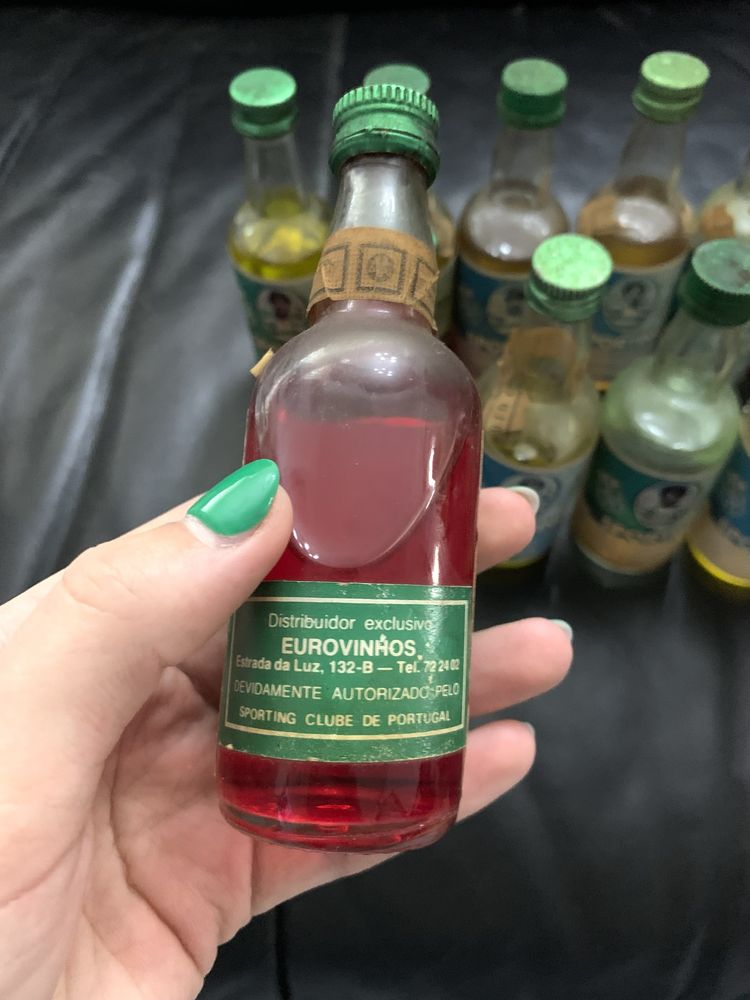 Distribuidor exclusivo
EUROVINHOS
Estrada da Luz, 132-B — Tel. 72 24 02
DEVIDAMENTE AUTORIZADO PELO
SPORTING CLUBE DE PORTUGAL